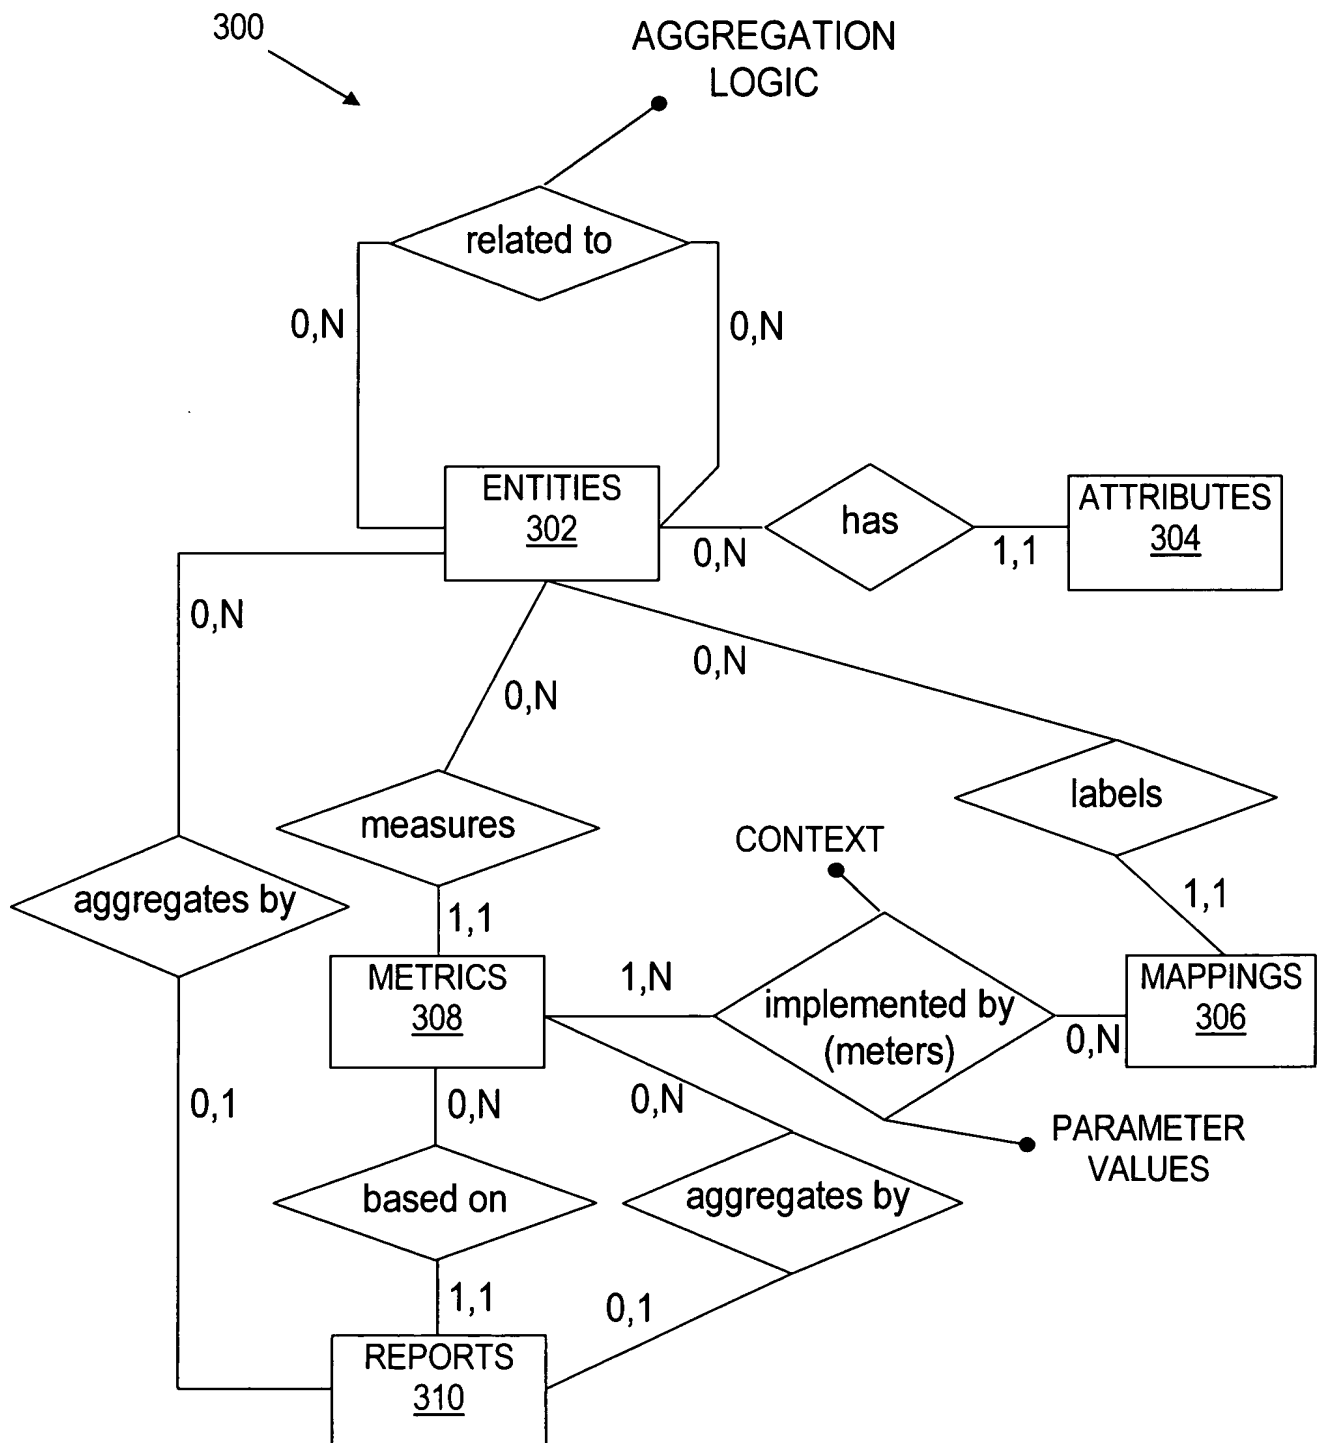 300
AGGREGATION
LOGIC
related to
0,N
0,N
ENTITIES
302
has
ATTRIBUTES
304
0,N
1,1
0,N
0,N
0,N
measures
labels
CONTEXT
aggregates by
1,1
1,1
METRICS
308
1,N
implemented by
(meters)
MAPPINGS
306
0,N
0,1
0,N
0,N
PARAMETER
VALUES
based on
aggregates by
1,1
0,1
REPORTS
310